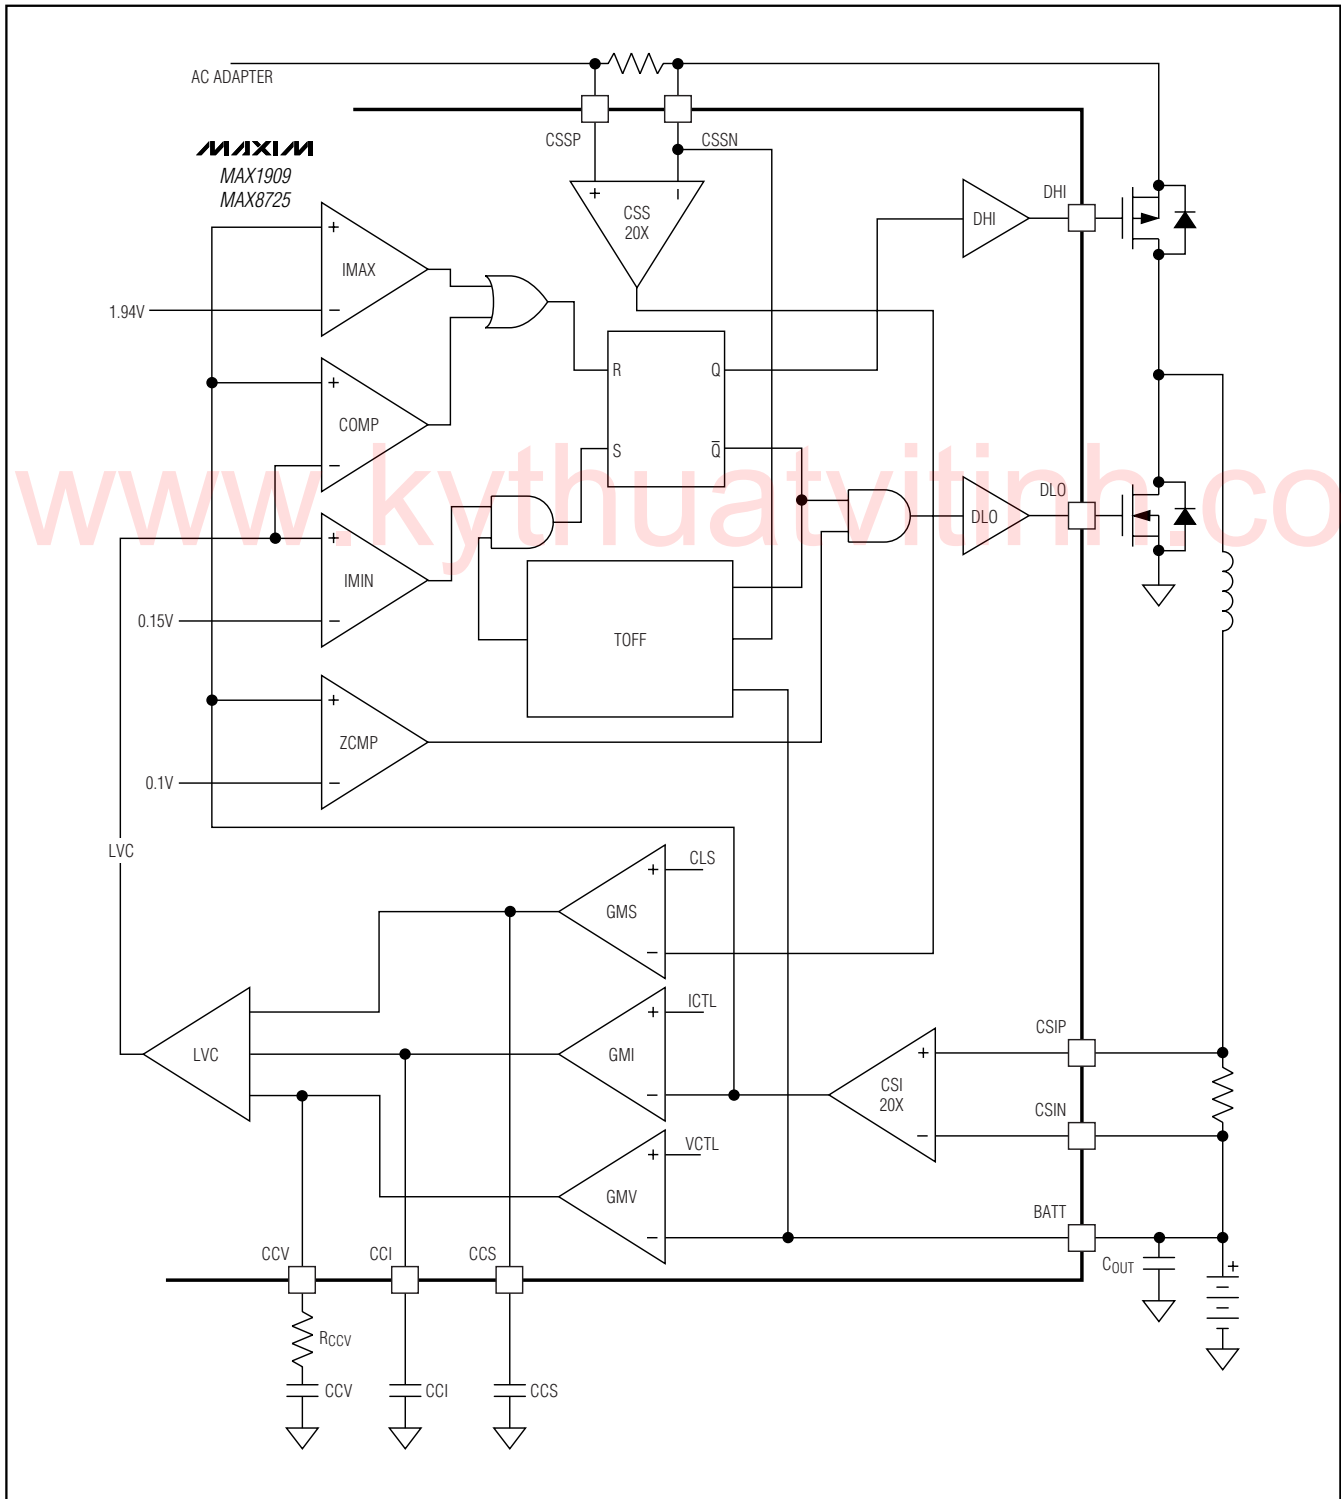 AC ADAPTER
CSSP
CSSN
MAXIM
MAX1909
MAX8725
+
−
CSS
20X
DHI
DHI
+
IMAX
−
1.94V
R
Q
+
COMP
−
S
Q̅
www.kythuatvitinh.co
DLO
DLO
+
IMIN
−
0.15V
TOFF
+
ZCMP
−
0.1V
LVC
CLS
+
GMS
−
ICTL
+
GMI
−
LVC
CSIP
+
CSI
20X
−
CSIN
VCTL
+
GMV
−
BATT
CCV
CCI
CCS
COUT
+
RCCV
CCV
CCI
CCS